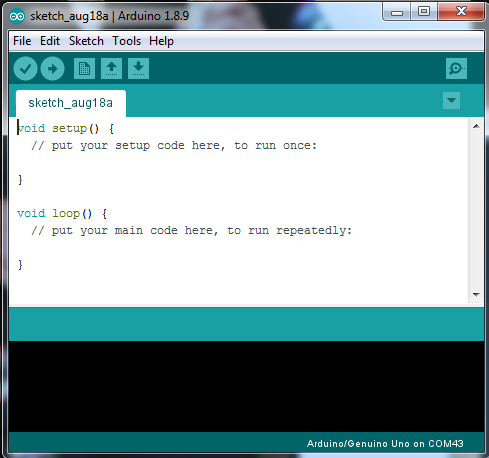 sketch_aug18a | Arduino 1.8.9
File Edit Sketch Tools Help
sketch_aug18a
void setup() {
  // put your setup code here, to run once:
}
void loop() {
  // put your main code here, to run repeatedly:
}
Arduino/Genuino Uno on COM43